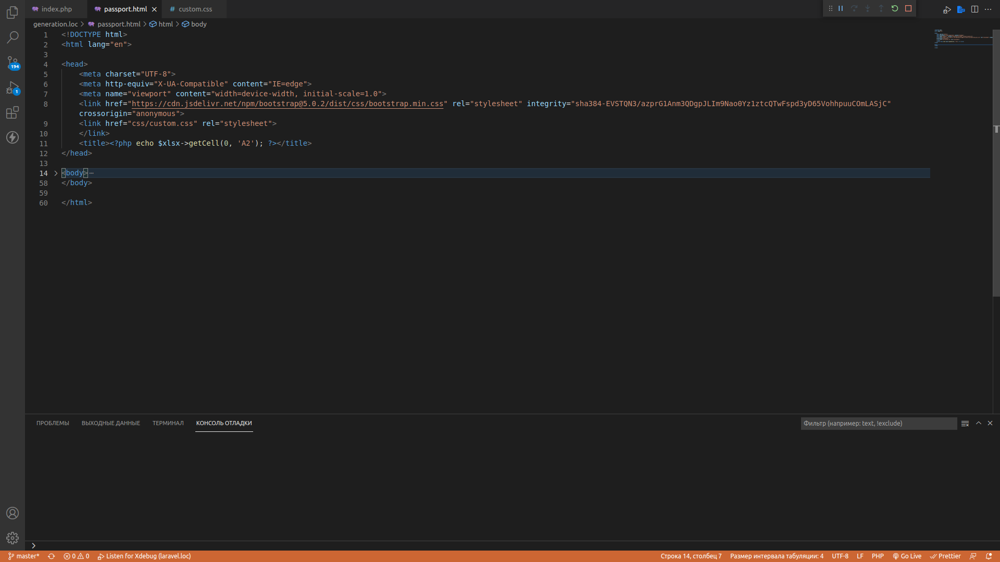 index.php passport.html # custom.css
generation.loc > passport.html > html > body
1 <!DOCTYPE html>
2 <html lang="en">
3
4 <head>
5 <meta charset="UTF-8">
6 <meta http-equiv="X-UA-Compatible" content="IE=edge">
7 <meta name="viewport" content="width=device-width, initial-scale=1.0">
8 <link href="https://cdn.jsdelivr.net/npm/bootstrap@5.0.2/dist/css/bootstrap.min.css" rel="stylesheet" integrity="sha384-EVSTQN3/azprG1Anm3QDgpJLIm9Nao0Yz1ztcQTwFspd3yD65VohhpuuCOmLASjC"
crossorigin="anonymous">
9 <link href="css/custom.css" rel="stylesheet">
10 </link>
11 <title><?php echo $xlsx->getCell(0, 'A2'); ?></title>
12 </head>
13
14 <body> ⋯
58 </body>
59
60 </html>
194
1
ПРОБЛЕМЫ ВЫХОДНЫЕ ДАННЫЕ ТЕРМИНАЛ КОНСОЛЬ ОТЛАДКИ Фильтр (например: text, !exclude)
master* 0 0 Listen for Xdebug (laravel.loc) Строка 14, столбец 7 Размер интервала табуляции: 4 UTF-8 LF PHP Go Live Prettier